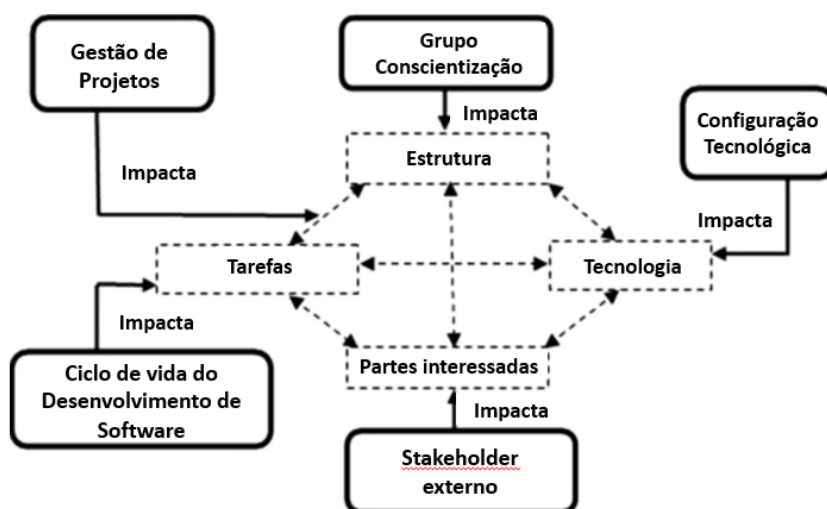 Gestão de
Projetos
Grupo
Conscientização
Configuração
Tecnológica
Impacta
Estrutura
Impacta
Impacta
Tarefas
Tecnologia
Impacta
Partes interessadas
Ciclo de vida do
Desenvolvimento de
Software
Impacta
Stakeholder
externo